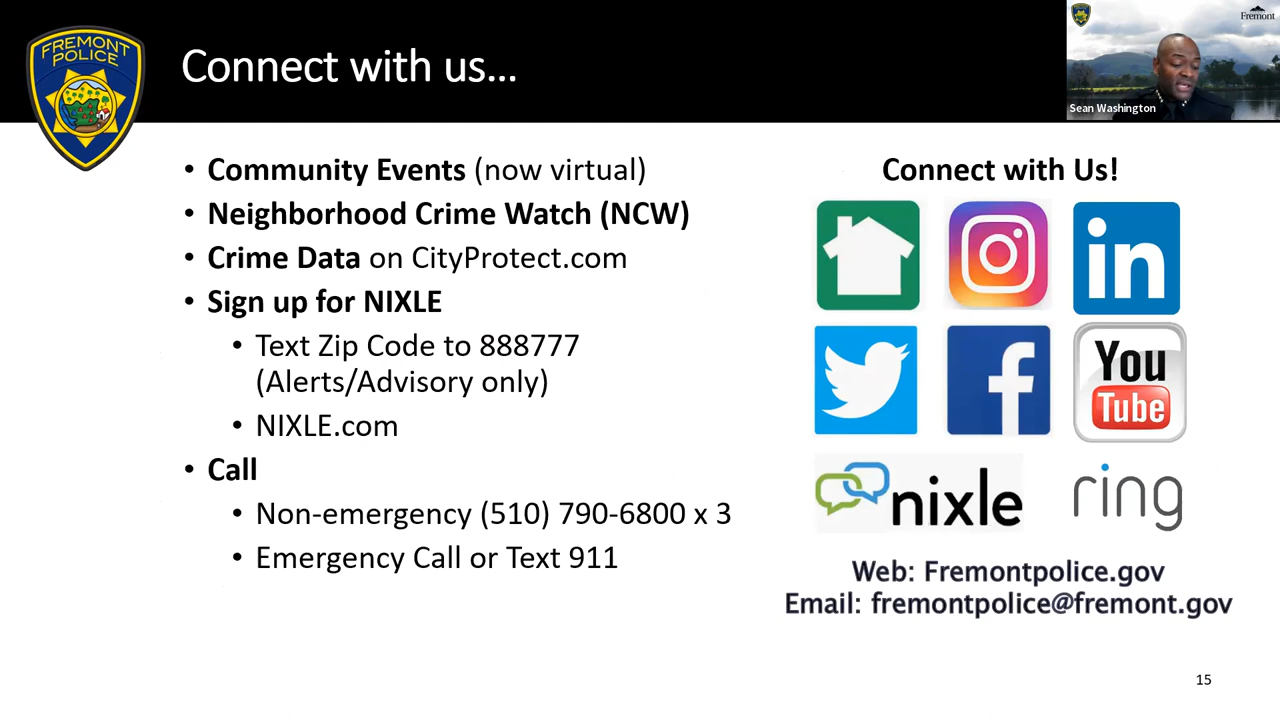 FREMONT
POLICE
Connect with us...
Fremont
Sean Washington
• Community Events (now virtual)
• Neighborhood Crime Watch (NCW)
• Crime Data on CityProtect.com
• Sign up for NIXLE
• Text Zip Code to 888777
(Alerts/Advisory only)
• NIXLE.com
• Call
• Non-emergency (510) 790-6800 x 3
• Emergency Call or Text 911
Connect with Us!
in
f
You
Tube
nixle
ring
Web: Fremontpolice.gov
Email: fremontpolice@fremont.gov
15